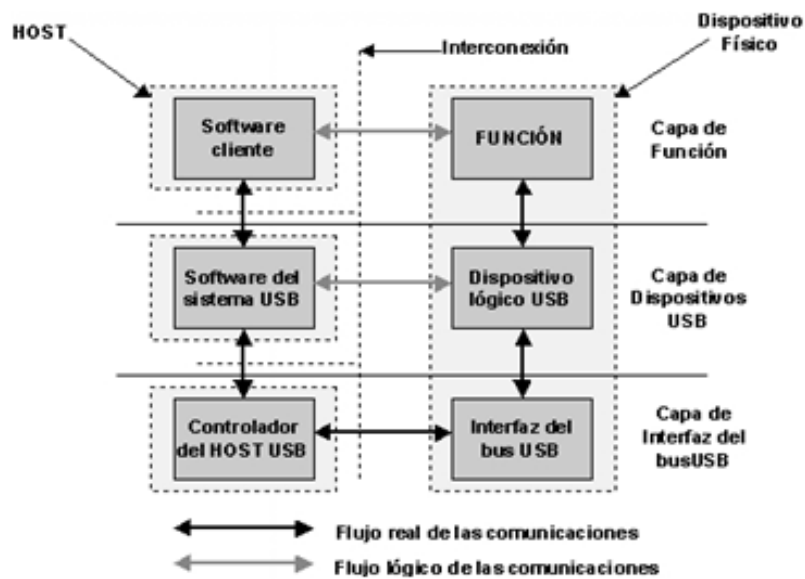 HOST
Interconexión
Dispositivo
Físico
Software
cliente
FUNCIÓN
Capa de
Función
Software del
sistema USB
Dispositivo
lógico USB
Capa de
Dispositivos
USB
Controlador
del HOST USB
Interfaz del
bus USB
Capa de
Interfaz del
busUSB
Flujo real de las comunicaciones
Flujo lógico de las comunicaciones